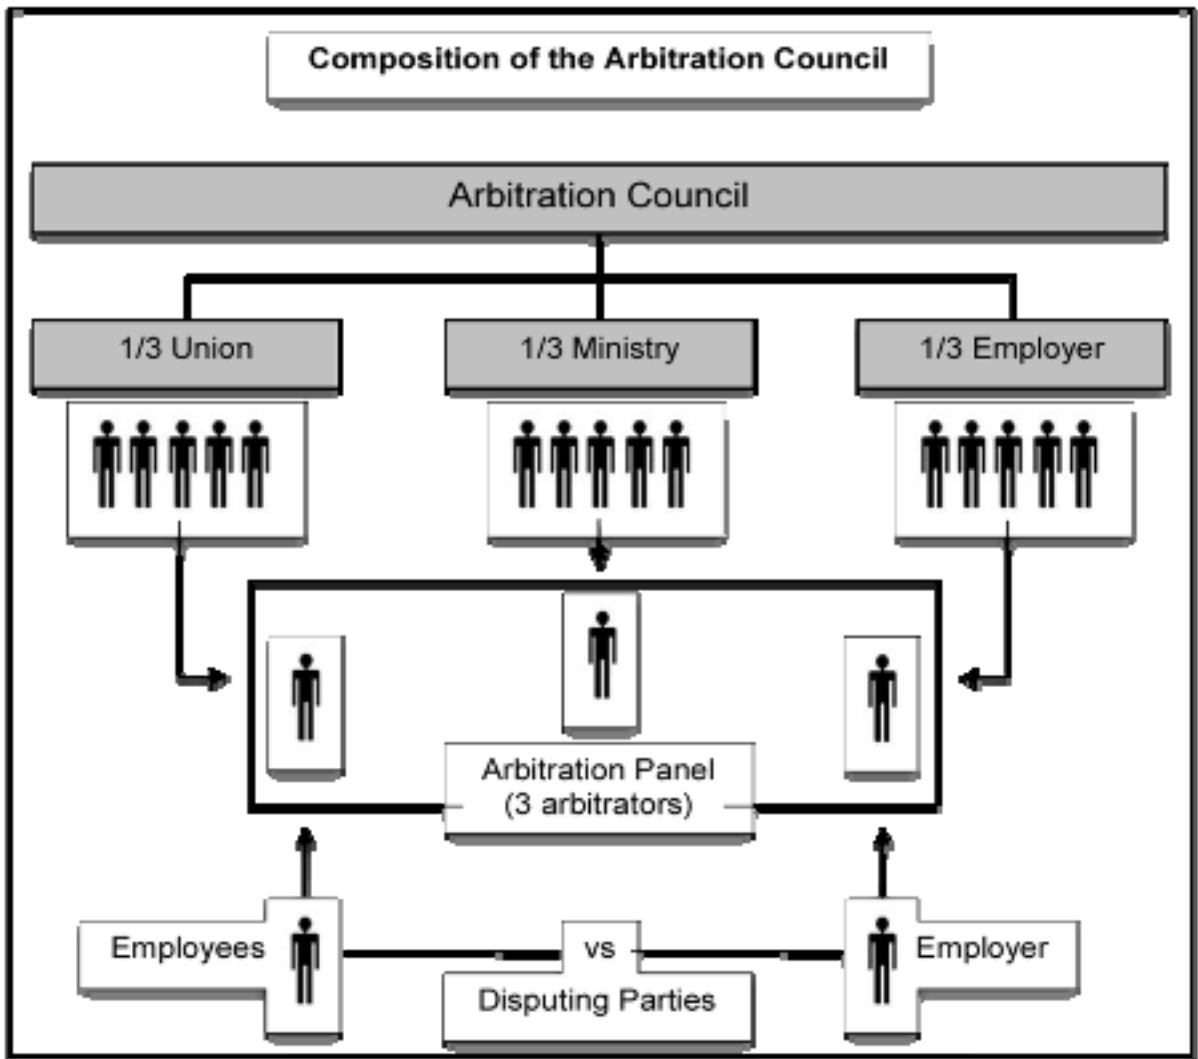 Composition of the Arbitration Council
Arbitration Council
1/3 Union
1/3 Ministry
1/3 Employer
Arbitration Panel
(3 arbitrators)
Employees
vs
Employer
Disputing Parties